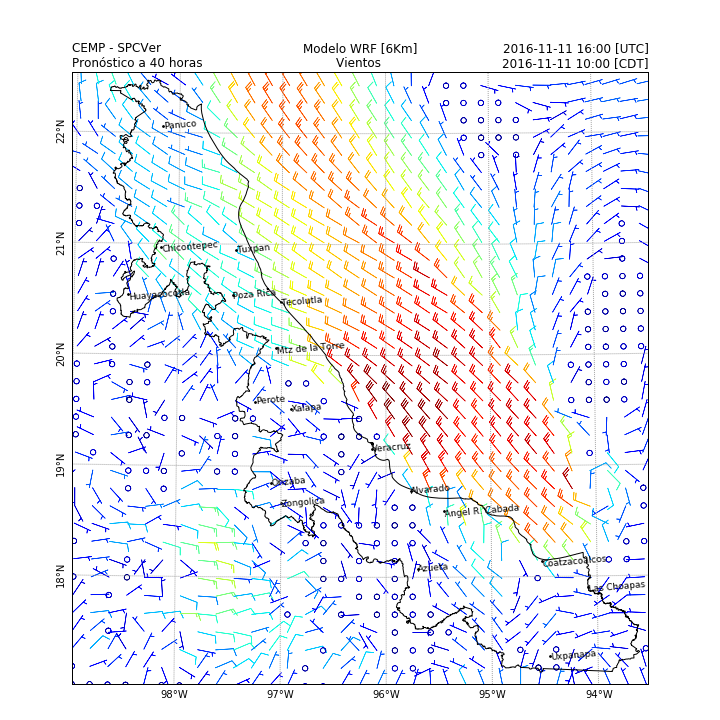 CEMP - SPCVer Modelo WRF [6Km] 2016-11-11 16:00 [UTC]
Pronóstico a 40 horas Vientos 2016-11-11 10:00 [CDT]
22°N
Panuco
21°N
Chicontepec
Tuxpan
Huayacocotla
Poza Rica
Tecolutla
20°N
Mtz de la Torre
Perote
Xalapa
19°N
Veracruz
Orizaba
Alvarado
Zongolica
Angel R. Cabada
18°N
Azueta
Coatzacoalcos
Las Choapas
Uxpanapa
98°W 97°W 96°W 95°W 94°W